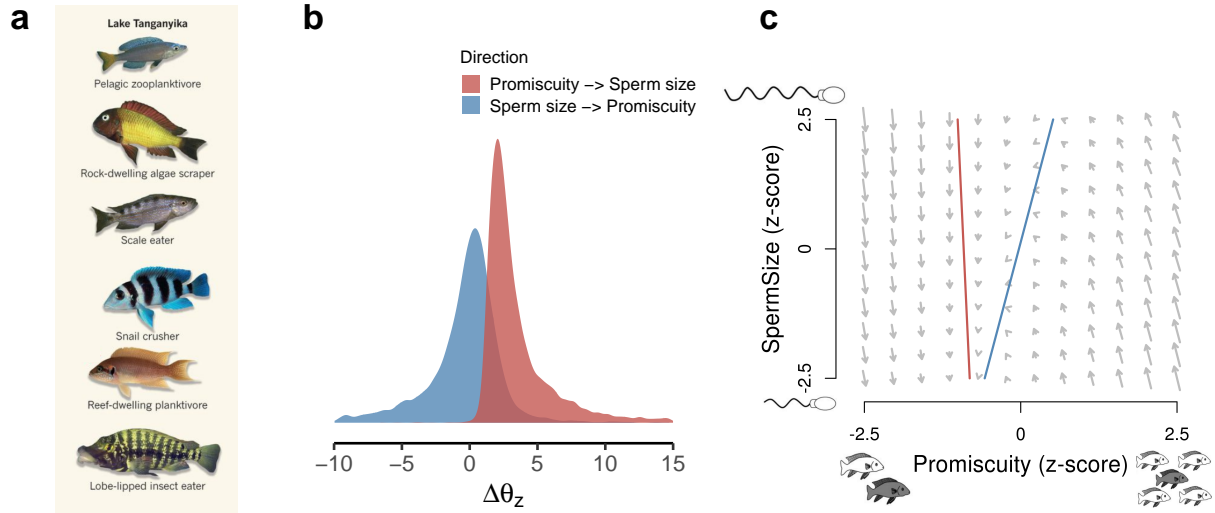 a
Lake Tanganyika
Pelagic zooplanktivore
Rock-dwelling algae scraper
Scale eater
Snail crusher
Reef-dwelling planktivore
Lobe-lipped insect eater
b
Direction
Promiscuity −> Sperm size
Sperm size −> Promiscuity
−10 −5 0 5 10 15
Δθz
c
SpermSize (z-score)
2.5
0
-2.5
-2.5 0 2.5
Promiscuity (z-score)